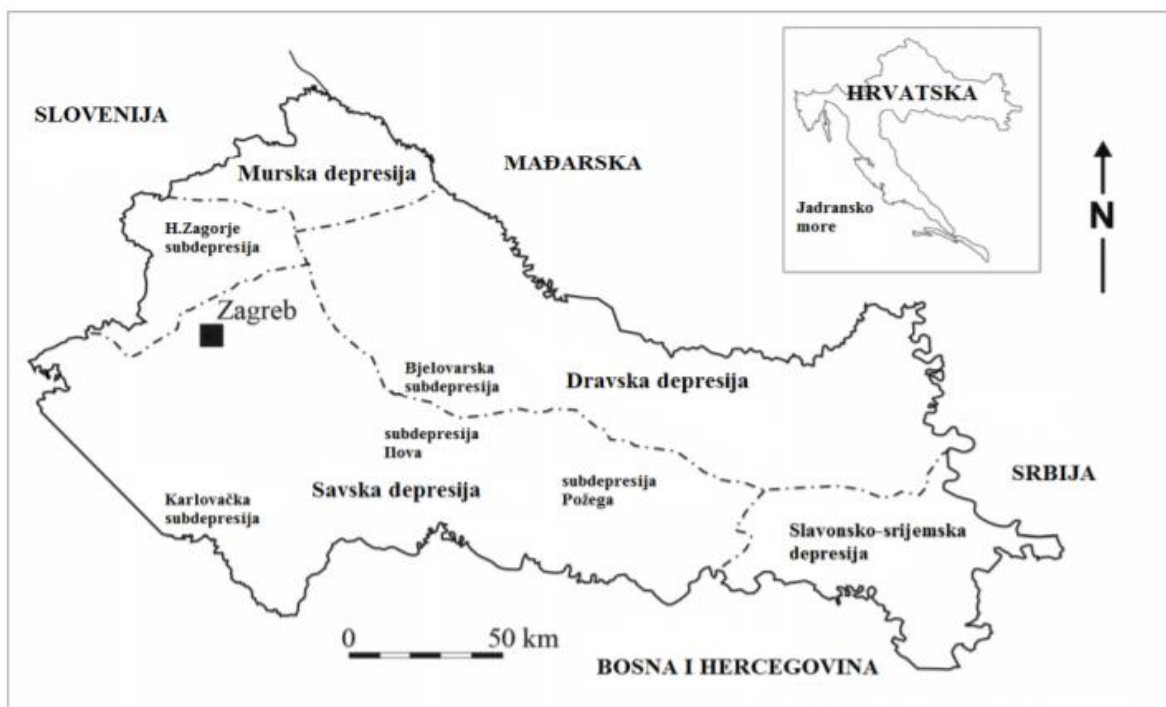 SLOVENIJA
HRVATSKA
MAĐARSKA
Murska depresija
Jadransko
more
N
H.Zagorje
subdepresija
Zagreb
Bjelovarska
subdepresija
Dravska depresija
subdepresija
Ilova
SRBIJA
Savska depresija
subdepresija
Požega
Karlovačka
subdepresija
Slavonsko-srijemska
depresija
0 50 km
BOSNA I HERCEGOVINA